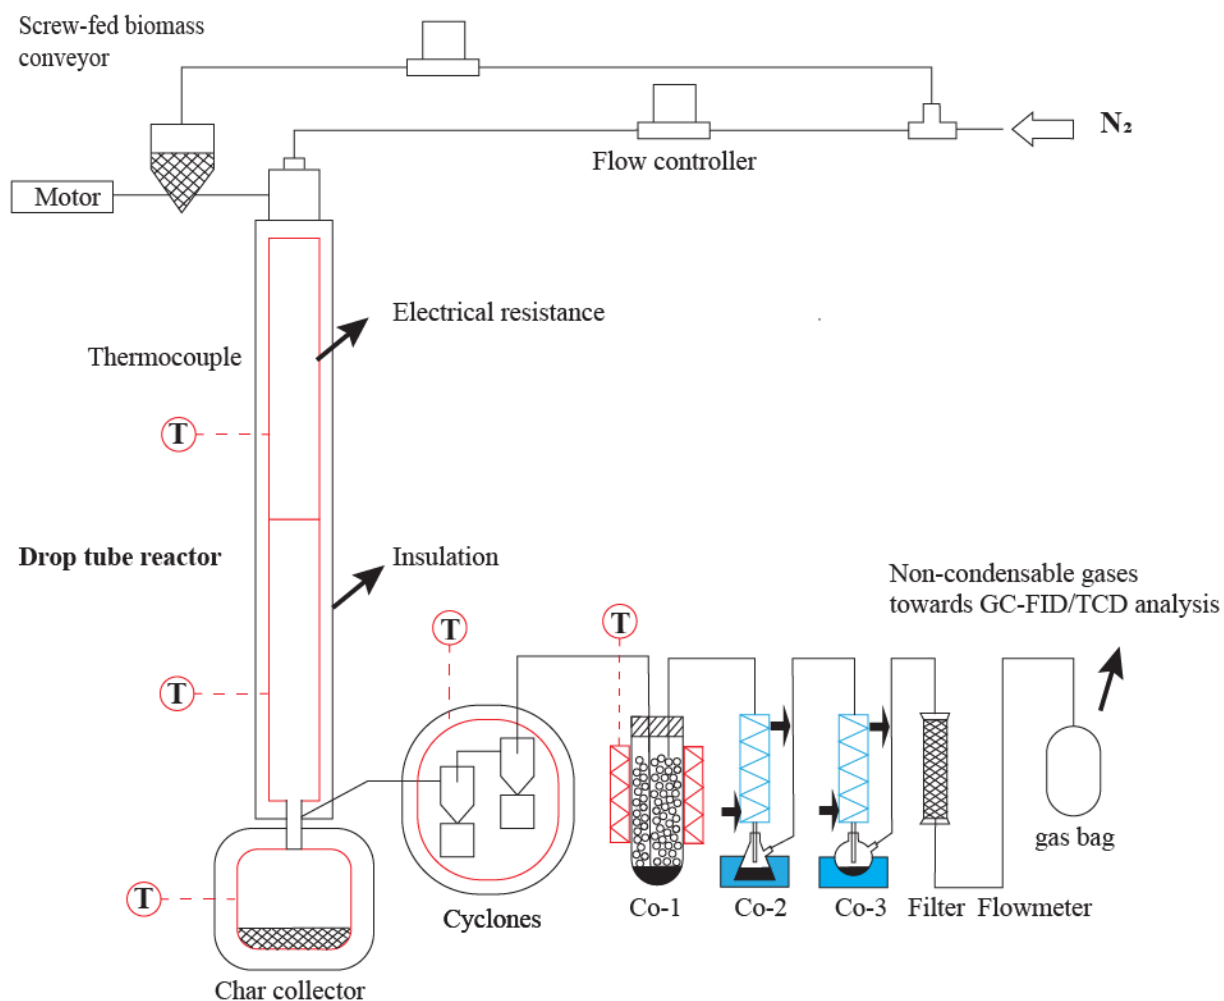 Screw-fed biomass
conveyor
N₂
Flow controller
Motor
Electrical resistance
Thermocouple
T
Drop tube reactor
Insulation
Non-condensable gases
towards GC-FID/TCD analysis
T
T
T
gas bag
T
Cyclones
Co-1
Co-2
Co-3
Filter
Flowmeter
Char collector